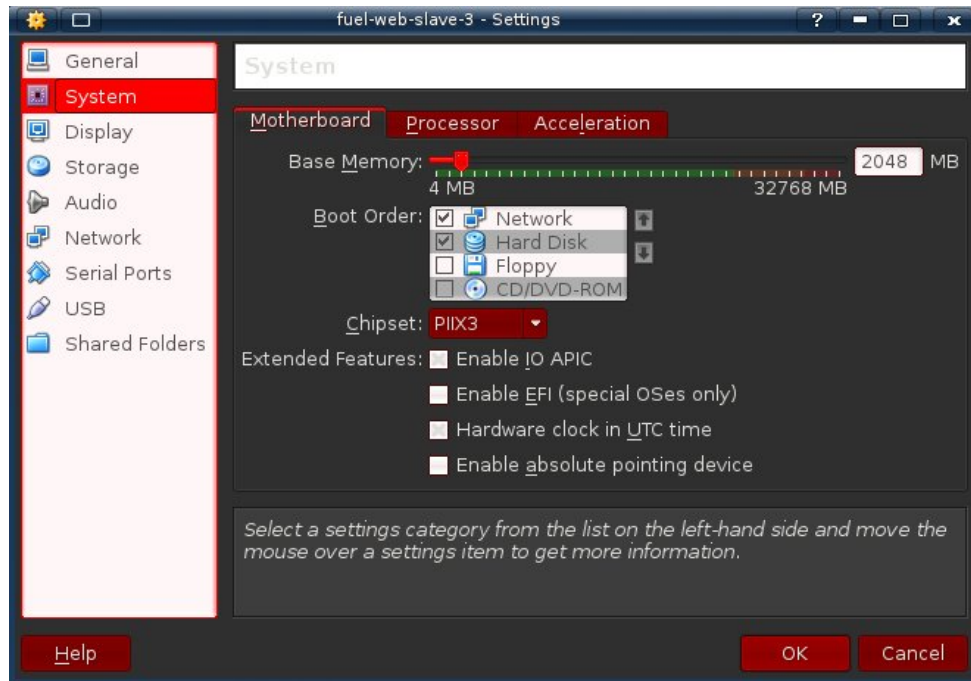 fuel-web-slave-3 - Settings
General
System
Display
Storage
Audio
Network
Serial Ports
USB
Shared Folders
System
Motherboard Processor Acceleration
Base Memory: 2048 MB
4 MB 32768 MB
Boot Order: Network
Hard Disk
Floppy
CD/DVD-ROM
Chipset: PIIX3
Extended Features: Enable IO APIC
Enable EFI (special OSes only)
Hardware clock in UTC time
Enable absolute pointing device
Select a settings category from the list on the left-hand side and move the
mouse over a settings item to get more information.
Help OK Cancel